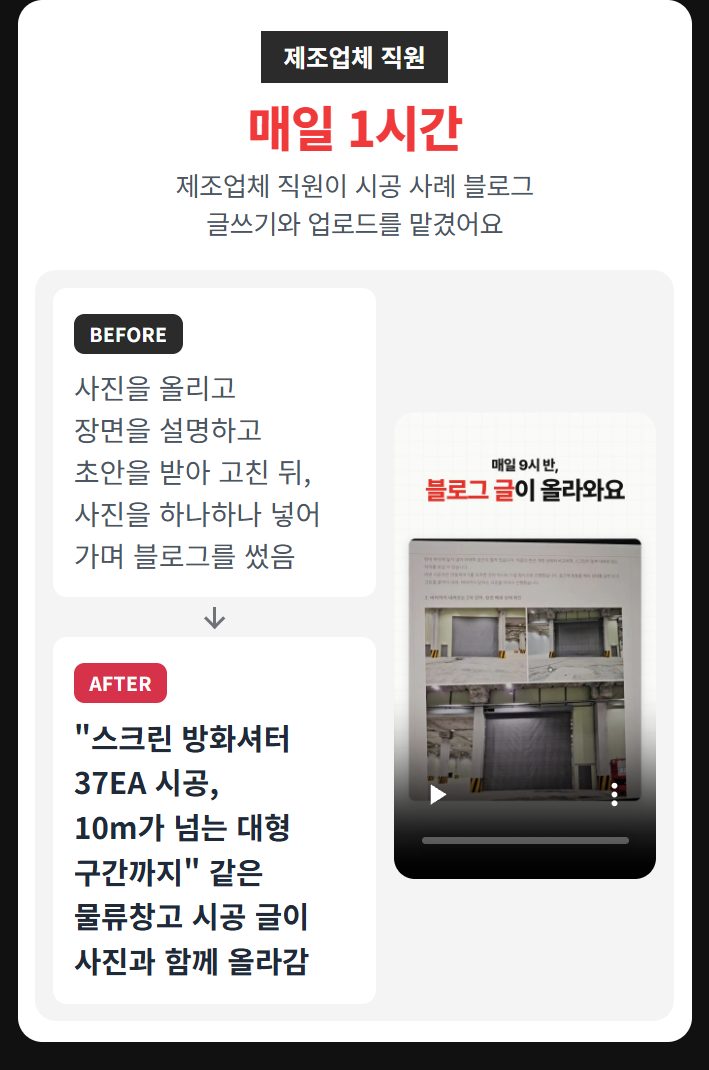 제조업체 직원
매일 1시간
제조업체 직원이 시공 사례 블로그
글쓰기와 업로드를 맡겼어요
BEFORE
사진을 올리고
장면을 설명하고
초안을 받아 고친 뒤,
사진을 하나하나 넣어
가며 블로그를 썼음
AFTER
"스크린 방화셔터
37EA 시공,
10m가 넘는 대형
구간까지" 같은
물류창고 시공 글이
사진과 함께 올라감
매일 9시 반,
블로그 글이 올라와요